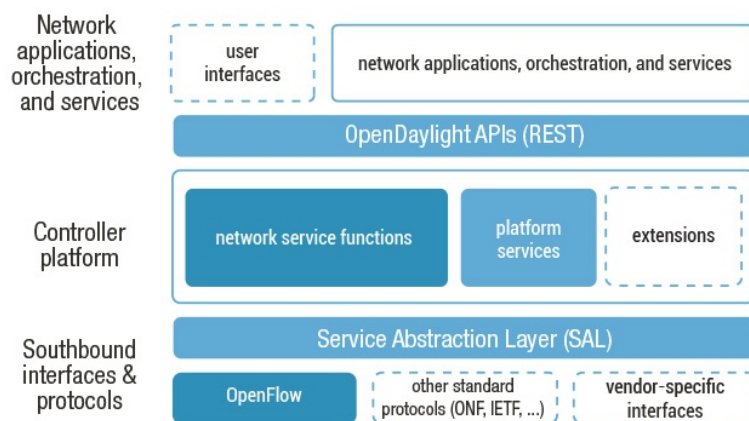 Network
applications,
orchestration,
and services
user
interfaces
network applications, orchestration, and services
OpenDaylight APIs (REST)
Controller
platform
network service functions
platform
services
extensions
Service Abstraction Layer (SAL)
Southbound
interfaces &
protocols
OpenFlow
other standard
protocols (ONF, IETF, ...)
vendor-specific
interfaces